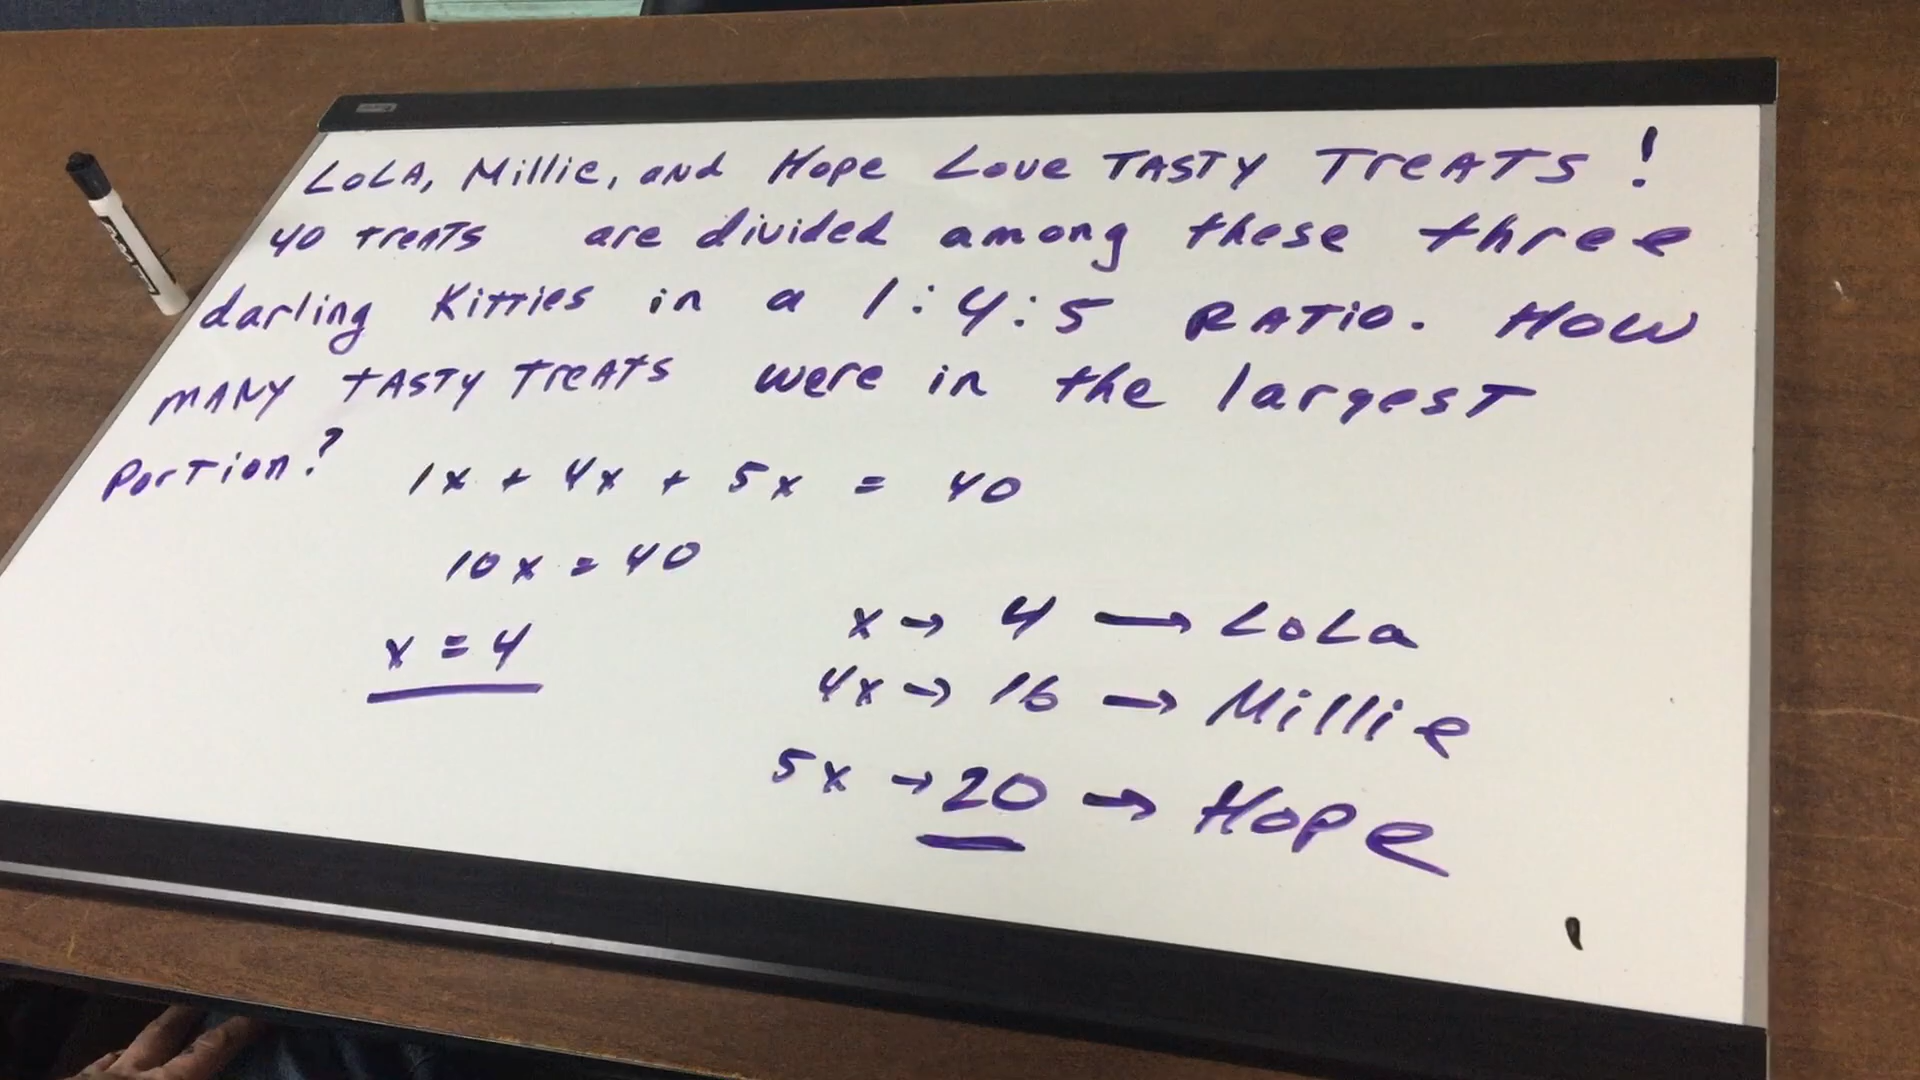 LOLA, Millie, and Hope Love TASTY TreATS!
40 treATS are divided among these three
darling Kitties in a 1:4:5 RATIO. HOW
MANY TASTY TreATS were in the largesT
PorTion?
1x + 4x + 5x = 40
10x = 40
x = 4
x → 4 → LoLa
4x → 16 → Millie
5x → 20 → Hope